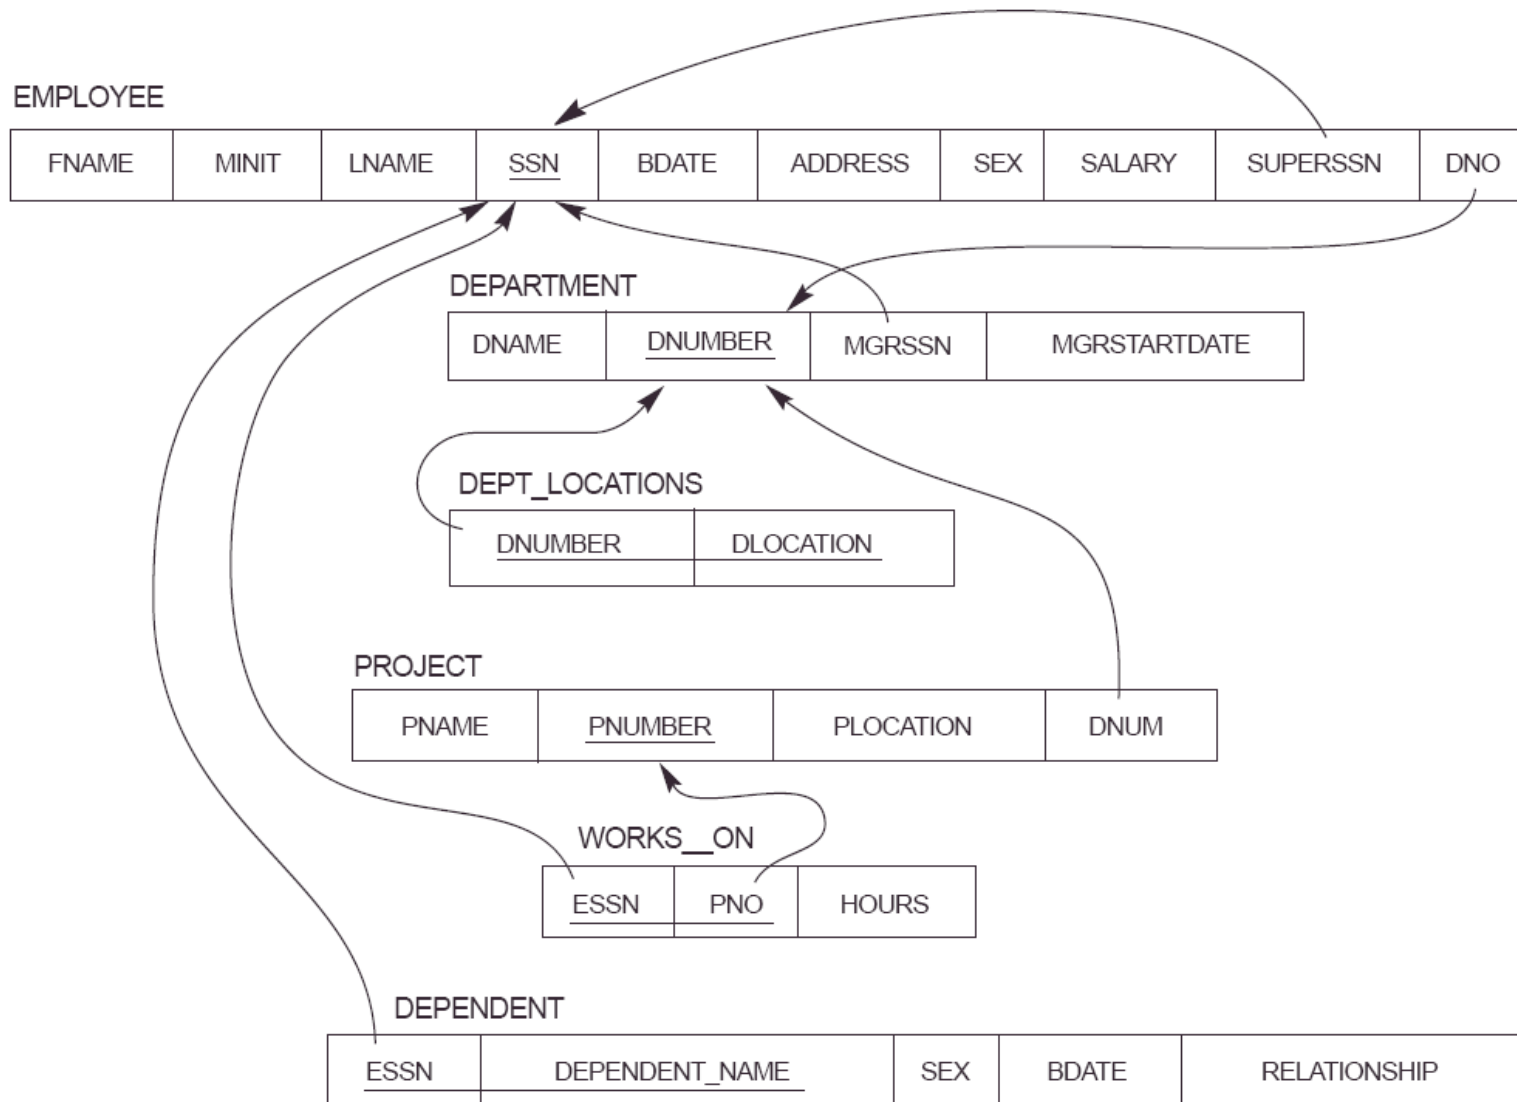 EMPLOYEE
FNAME MINIT LNAME SSN BDATE ADDRESS SEX SALARY SUPERSSN DNO
DEPARTMENT
DNAME DNUMBER MGRSSN MGRSTARTDATE
DEPT_LOCATIONS
DNUMBER DLOCATION
PROJECT
PNAME PNUMBER PLOCATION DNUM
WORKS__ON
ESSN PNO HOURS
DEPENDENT
ESSN DEPENDENT_NAME SEX BDATE RELATIONSHIP